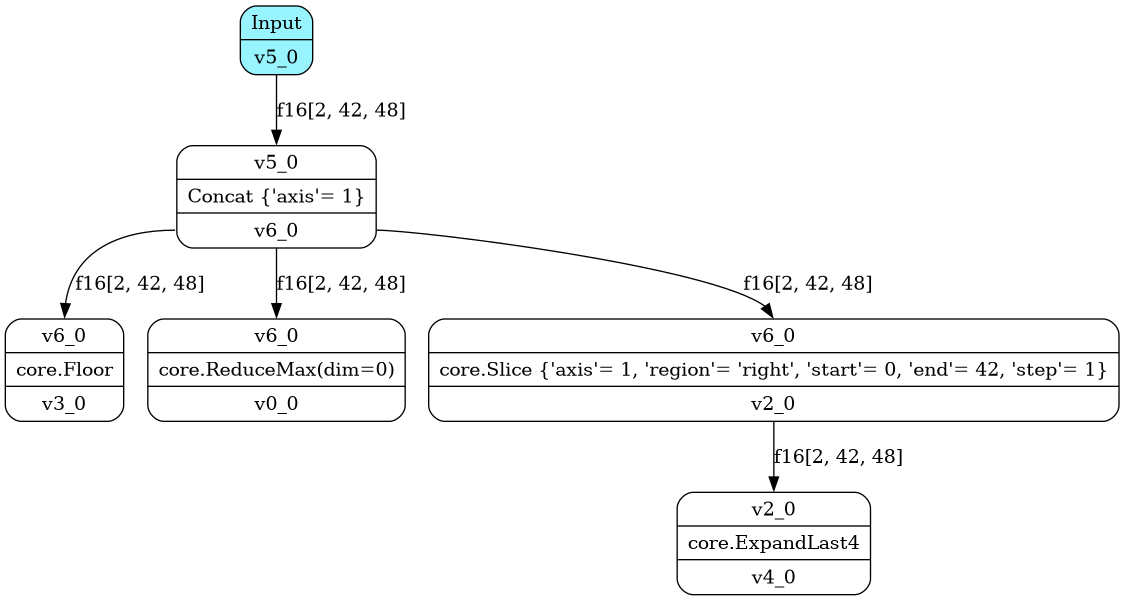 Input
v5_0
f16[2, 42, 48]
v5_0
Concat {'axis'= 1}
v6_0
f16[2, 42, 48]
f16[2, 42, 48]
f16[2, 42, 48]
v6_0
core.Floor
v3_0
v6_0
core.ReduceMax(dim=0)
v0_0
v6_0
core.Slice {'axis'= 1, 'region'= 'right', 'start'= 0, 'end'= 42, 'step'= 1}
v2_0
f16[2, 42, 48]
v2_0
core.ExpandLast4
v4_0